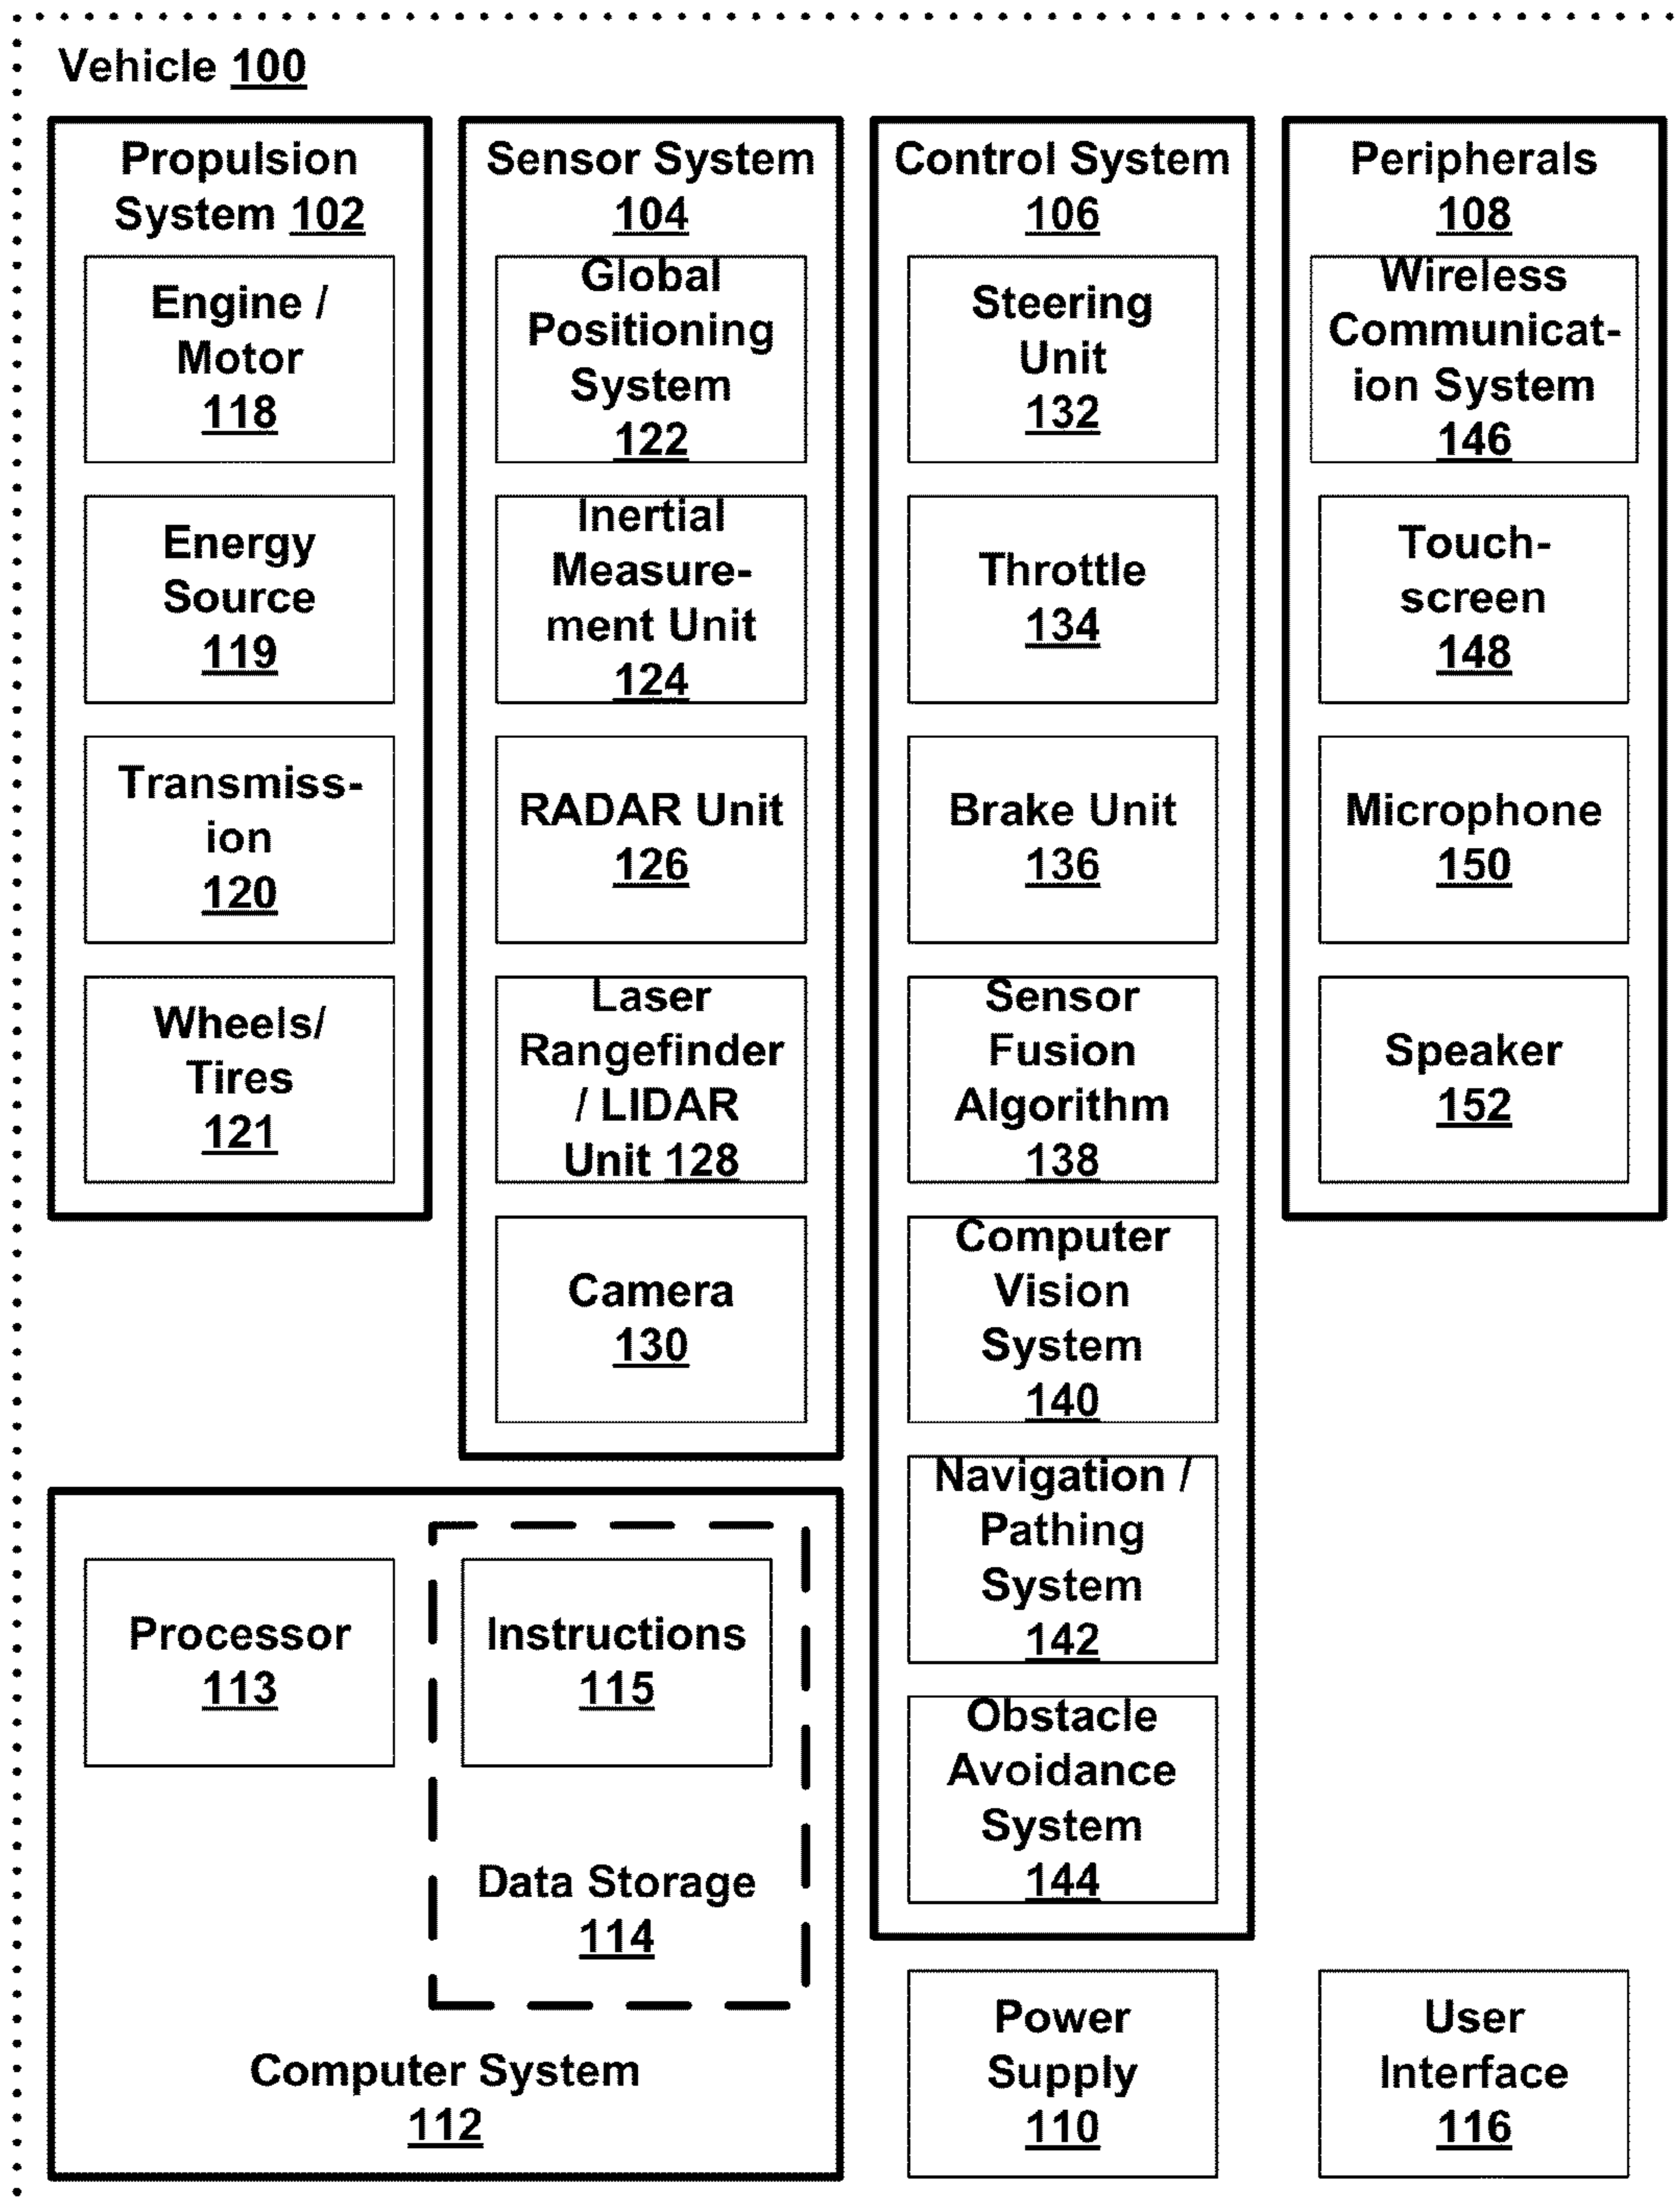 Vehicle 100
Propulsion
System 102
Engine /
Motor
118
Energy
Source
119
Transmiss-
ion
120
Wheels/
Tires
121
Sensor System
104
Global
Positioning
System
122
Inertial
Measure-
ment Unit
124
RADAR Unit
126
Laser
Rangefinder
/ LIDAR
Unit 128
Camera
130
Control System
106
Steering
Unit
132
Throttle
134
Brake Unit
136
Sensor
Fusion
Algorithm
138
Computer
Vision
System
140
Navigation /
Pathing
System
142
Obstacle
Avoidance
System
144
Peripherals
108
Wireless
Communicat-
ion System
146
Touch-
screen
148
Microphone
150
Speaker
152
Processor
113
Instructions
115
Data Storage
114
Computer System
112
Power
Supply
110
User
Interface
116